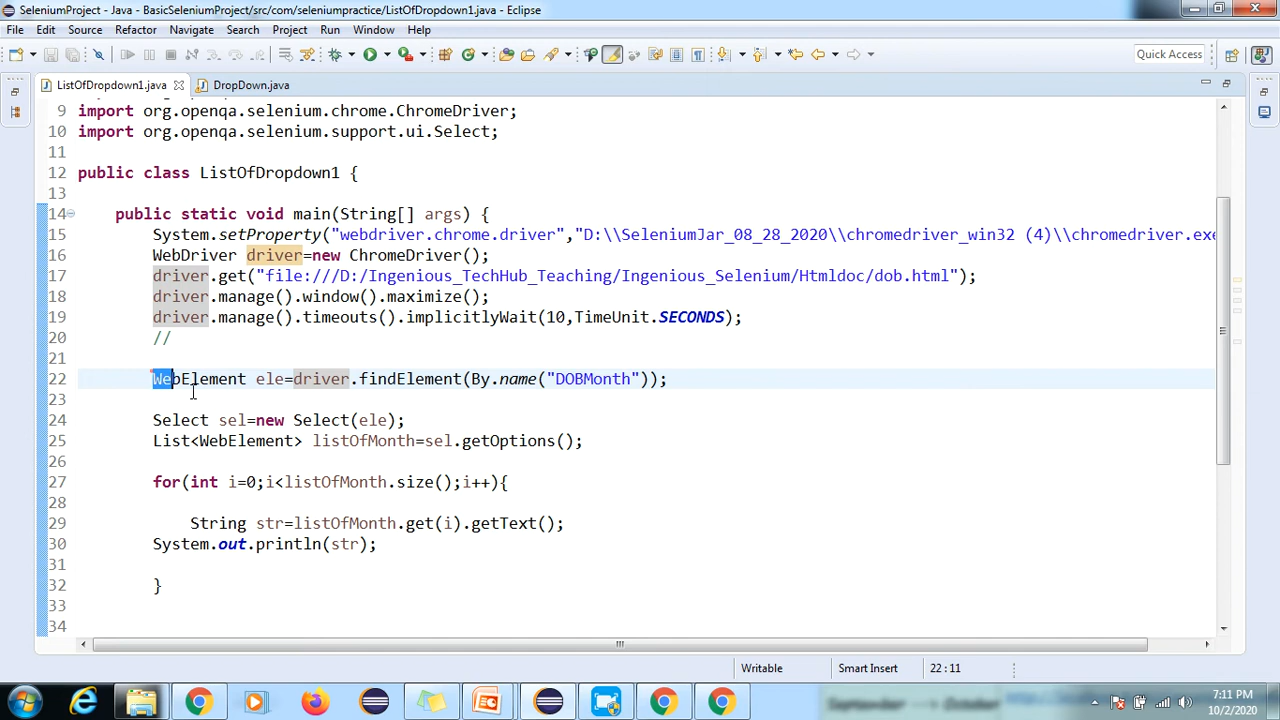 SeleniumProject - Java - BasicSeleniumProject/src/com/seleniumpractice/ListOfDropdown1.java - Eclipse
File Edit Source Refactor Navigate Search Project Run Window Help
Quick Access
ListOfDropdown1.java DropDown.java
9 import org.openqa.selenium.chrome.ChromeDriver;
10 import org.openqa.selenium.support.ui.Select;
11
12 public class ListOfDropdown1 {
13
14 public static void main(String[] args) {
15 System.setProperty("webdriver.chrome.driver","D:\\SeleniumJar_08_28_2020\\chromedriver_win32 (4)\\chromedriver.exe
16 WebDriver driver=new ChromeDriver();
17 driver.get("file:///D:/Ingenious_TechHub_Teaching/Ingenious_Selenium/Htmldoc/dob.html");
18 driver.manage().window().maximize();
19 driver.manage().timeouts().implicitlyWait(10,TimeUnit.SECONDS);
20 //
21
22 WebElement ele=driver.findElement(By.name("DOBMonth"));
23
24 Select sel=new Select(ele);
25 List<WebElement> listOfMonth=sel.getOptions();
26
27 for(int i=0;i<listOfMonth.size();i++){
28
29 String str=listOfMonth.get(i).getText();
30 System.out.println(str);
31
32 }
33
34
Writable Smart Insert 22 : 11
7:11 PM
10/2/2020